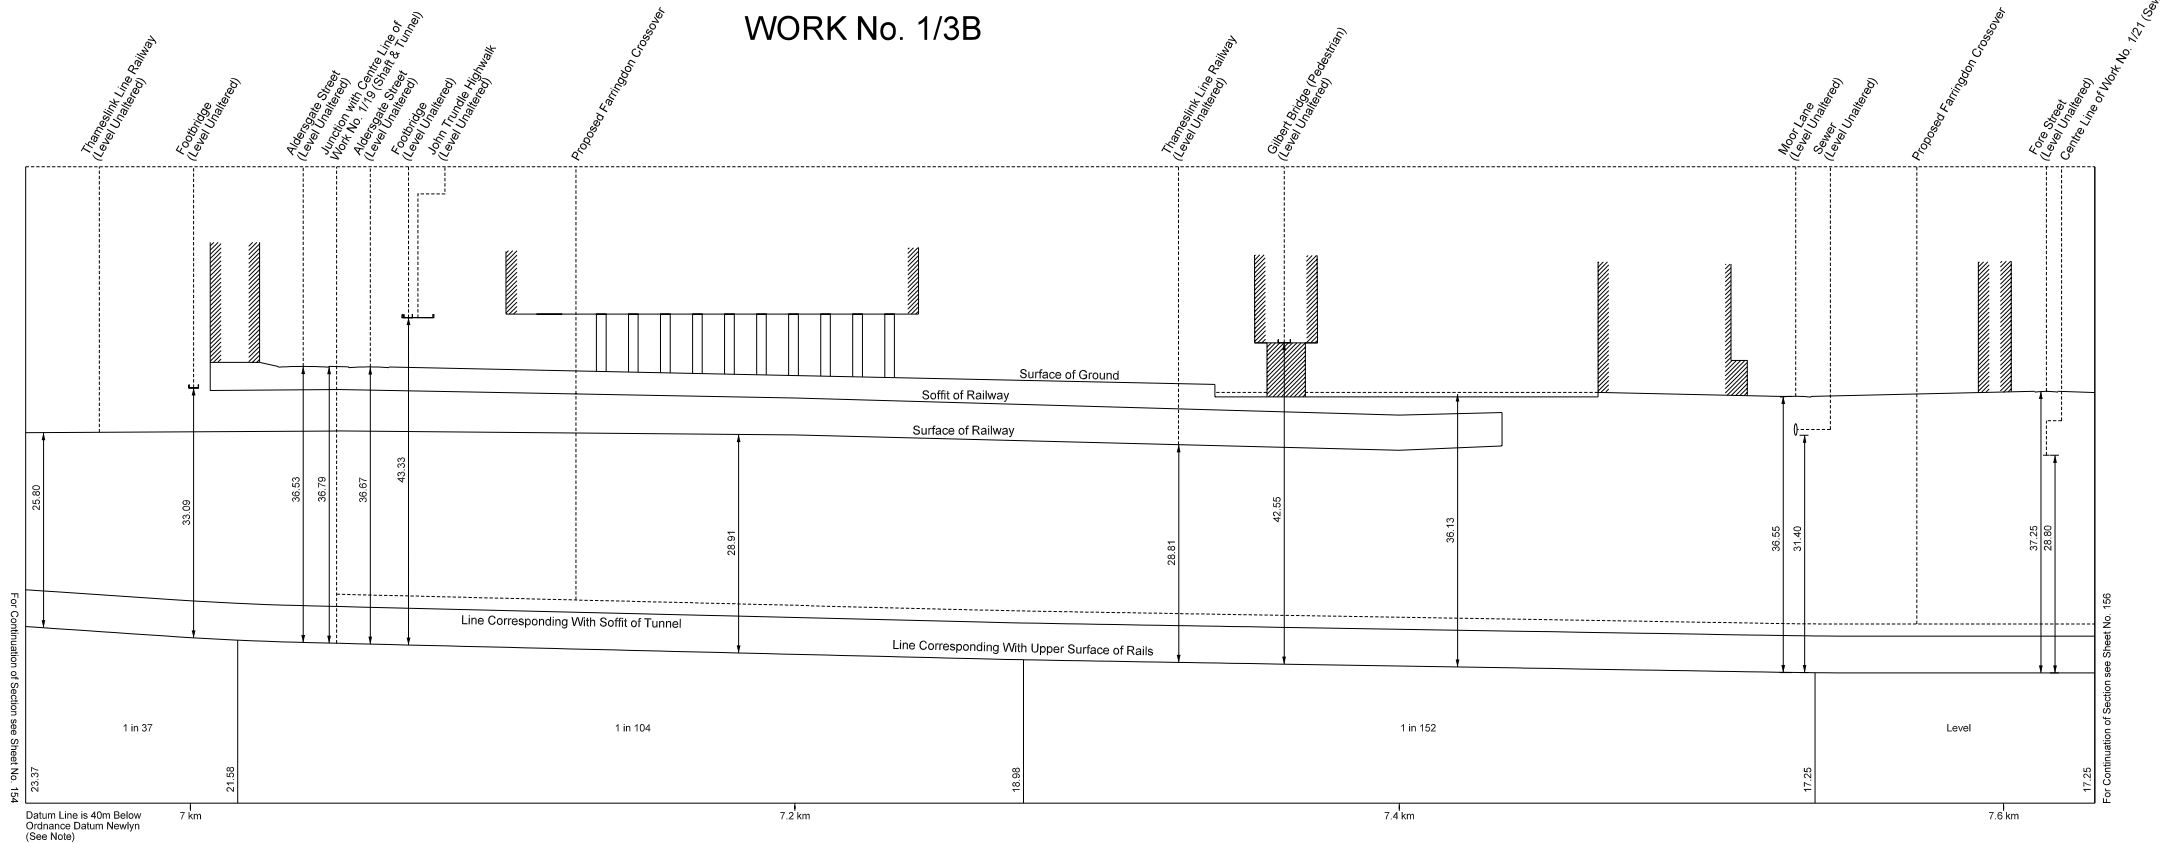 WORK No. 1/3B
Thameslink Line Railway
(Level Unaltered)
Footbridge
(Level Unaltered)
Aldersgate Street
(Level Unaltered)
Junction with Centre Line of
Work No. 1/19 (Shaft & Tunnel)
Aldersgate Street
(Level Unaltered)
Footbridge
(Level Unaltered)
John Trundle Highwalk
(Level Unaltered)
Proposed Farringdon Crossover
Thameslink Line Railway
(Level Unaltered)
Gilbert Bridge (Pedestrian)
(Level Unaltered)
Moor Lane
(Level Unaltered)
Sewer
(Level Unaltered)
Proposed Farringdon Crossover
Fore Street
(Level Unaltered)
Centre Line of Work No. 1/21 (Sew
Surface of Ground
Soffit of Railway
Surface of Railway
25.80
33.09
36.53
36.79
36.67
43.33
28.91
28.81
42.55
36.13
36.55
31.40
37.25
28.80
Line Corresponding With Soffit of Tunnel
Line Corresponding With Upper Surface of Rails
For Continuation of Section see Sheet No. 154
For Continuation of Section see Sheet No. 156
1 in 37
1 in 104
1 in 152
Level
23.37
21.58
18.98
17.25
17.25
7 km
7.2 km
7.4 km
7.6 km
Datum Line is 40m Below
Ordnance Datum Newlyn
(See Note)